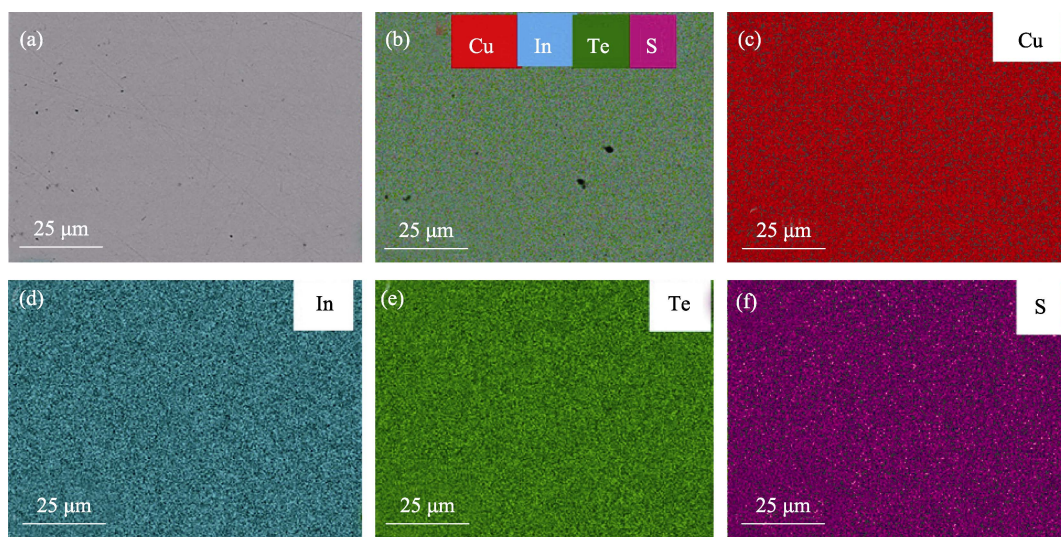 (a)
25 μm
(b)
Cu In Te S
25 μm
(c)
Cu
25 μm
(d)
In
25 μm
(e)
Te
25 μm
(f)
S
25 μm